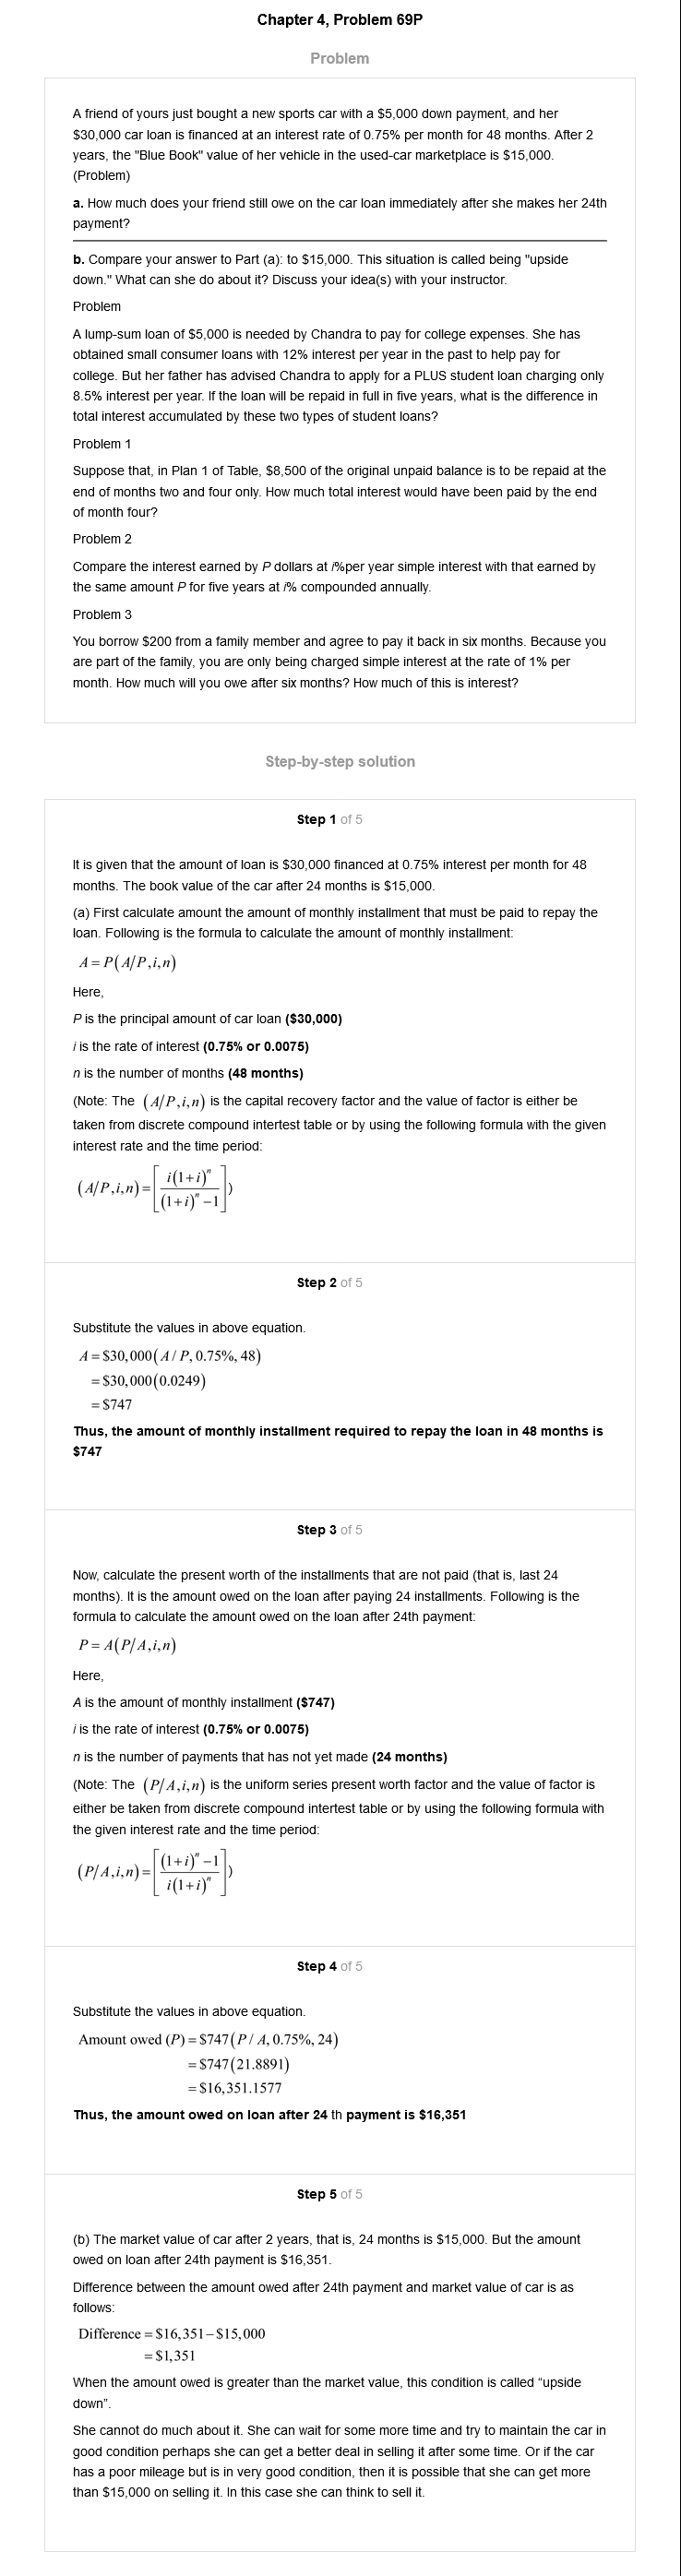 Chapter 4, Problem 69P
Problem
A friend of yours just bought a new sports car with a $5,000 down payment, and her
$30,000 car loan is financed at an interest rate of 0.75% per month for 48 months. After 2
years, the "Blue Book" value of her vehicle in the used-car marketplace is $15,000.
(Problem)
a. How much does your friend still owe on the car loan immediately after she makes her 24th
payment?
b. Compare your answer to Part (a): to $15,000. This situation is called being "upside
down." What can she do about it? Discuss your idea(s) with your instructor.
Problem
A lump-sum loan of $5,000 is needed by Chandra to pay for college expenses. She has
obtained small consumer loans with 12% interest per year in the past to help pay for
college. But her father has advised Chandra to apply for a PLUS student loan charging only
8.5% interest per year. If the loan will be repaid in full in five years, what is the difference in
total interest accumulated by these two types of student loans?
Problem 1
Suppose that, in Plan 1 of Table, $8,500 of the original unpaid balance is to be repaid at the
end of months two and four only. How much total interest would have been paid by the end
of month four?
Problem 2
Compare the interest earned by P dollars at i%per year simple interest with that earned by
the same amount P for five years at i% compounded annually.
Problem 3
You borrow $200 from a family member and agree to pay it back in six months. Because you
are part of the family, you are only being charged simple interest at the rate of 1% per
month. How much will you owe after six months? How much of this is interest?
Step-by-step solution
Step 1 of 5
It is given that the amount of loan is $30,000 financed at 0.75% interest per month for 48
months. The book value of the car after 24 months is $15,000.
(a) First calculate amount the amount of monthly installment that must be paid to repay the
loan. Following is the formula to calculate the amount of monthly installment:
A = P(A/P,i,n)
Here,
P is the principal amount of car loan ($30,000)
i is the rate of interest (0.75% or 0.0075)
n is the number of months (48 months)
(Note: The (A/P,i,n) is the capital recovery factor and the value of factor is either be
taken from discrete compound intertest table or by using the following formula with the given
interest rate and the time period:
(A/P,i,n) = [ i(1+i)^n / (1+i)^n −1 ])
Step 2 of 5
Substitute the values in above equation.
A = $30,000(A / P, 0.75%, 48)
= $30,000(0.0249)
= $747
Thus, the amount of monthly installment required to repay the loan in 48 months is
$747
Step 3 of 5
Now, calculate the present worth of the installments that are not paid (that is, last 24
months). It is the amount owed on the loan after paying 24 installments. Following is the
formula to calculate the amount owed on the loan after 24th payment:
P = A(P/A,i,n)
Here,
A is the amount of monthly installment ($747)
i is the rate of interest (0.75% or 0.0075)
n is the number of payments that has not yet made (24 months)
(Note: The (P/A,i,n) is the uniform series present worth factor and the value of factor is
either be taken from discrete compound intertest table or by using the following formula with
the given interest rate and the time period:
(P/A,i,n) = [ (1+i)^n −1 / i(1+i)^n ])
Step 4 of 5
Substitute the values in above equation.
Amount owed (P) = $747(P / A, 0.75%, 24)
= $747(21.8891)
= $16,351.1577
Thus, the amount owed on loan after 24 th payment is $16,351
Step 5 of 5
(b) The market value of car after 2 years, that is, 24 months is $15,000. But the amount
owed on loan after 24th payment is $16,351.
Difference between the amount owed after 24th payment and market value of car is as
follows:
Difference = $16,351 − $15,000
= $1,351
When the amount owed is greater than the market value, this condition is called “upside
down”.
She cannot do much about it. She can wait for some more time and try to maintain the car in
good condition perhaps she can get a better deal in selling it after some time. Or if the car
has a poor mileage but is in very good condition, then it is possible that she can get more
than $15,000 on selling it. In this case she can think to sell it.